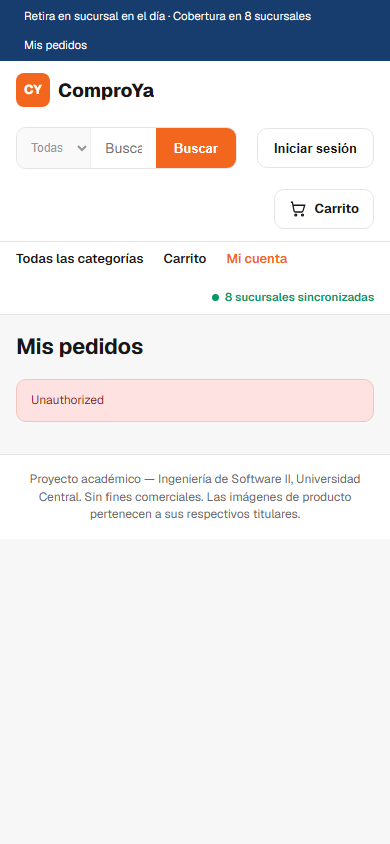 Retira en sucursal en el día · Cobertura en 8 sucursales
Mis pedidos
CY ComproYa
Todas Busca Buscar Iniciar sesión
Carrito
Todas las categorías Carrito Mi cuenta
8 sucursales sincronizadas
Mis pedidos
Unauthorized
Proyecto académico — Ingeniería de Software II, Universidad
Central. Sin fines comerciales. Las imágenes de producto
pertenecen a sus respectivos titulares.